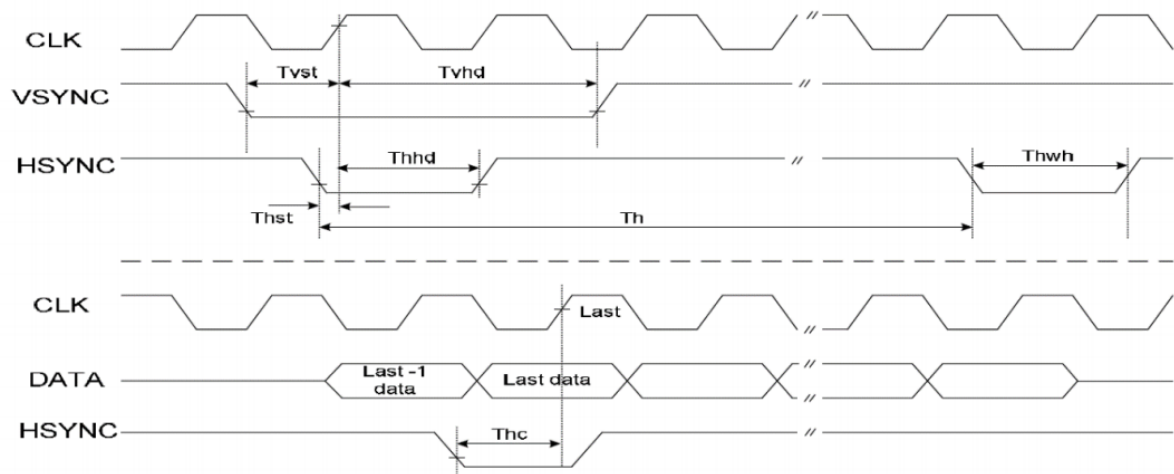 CLK
Tvst Tvhd
VSYNC
HSYNC
Thhd Thwh
Thst
Th
CLK
Last
DATA
Last -1
data
Last data
HSYNC
Thc